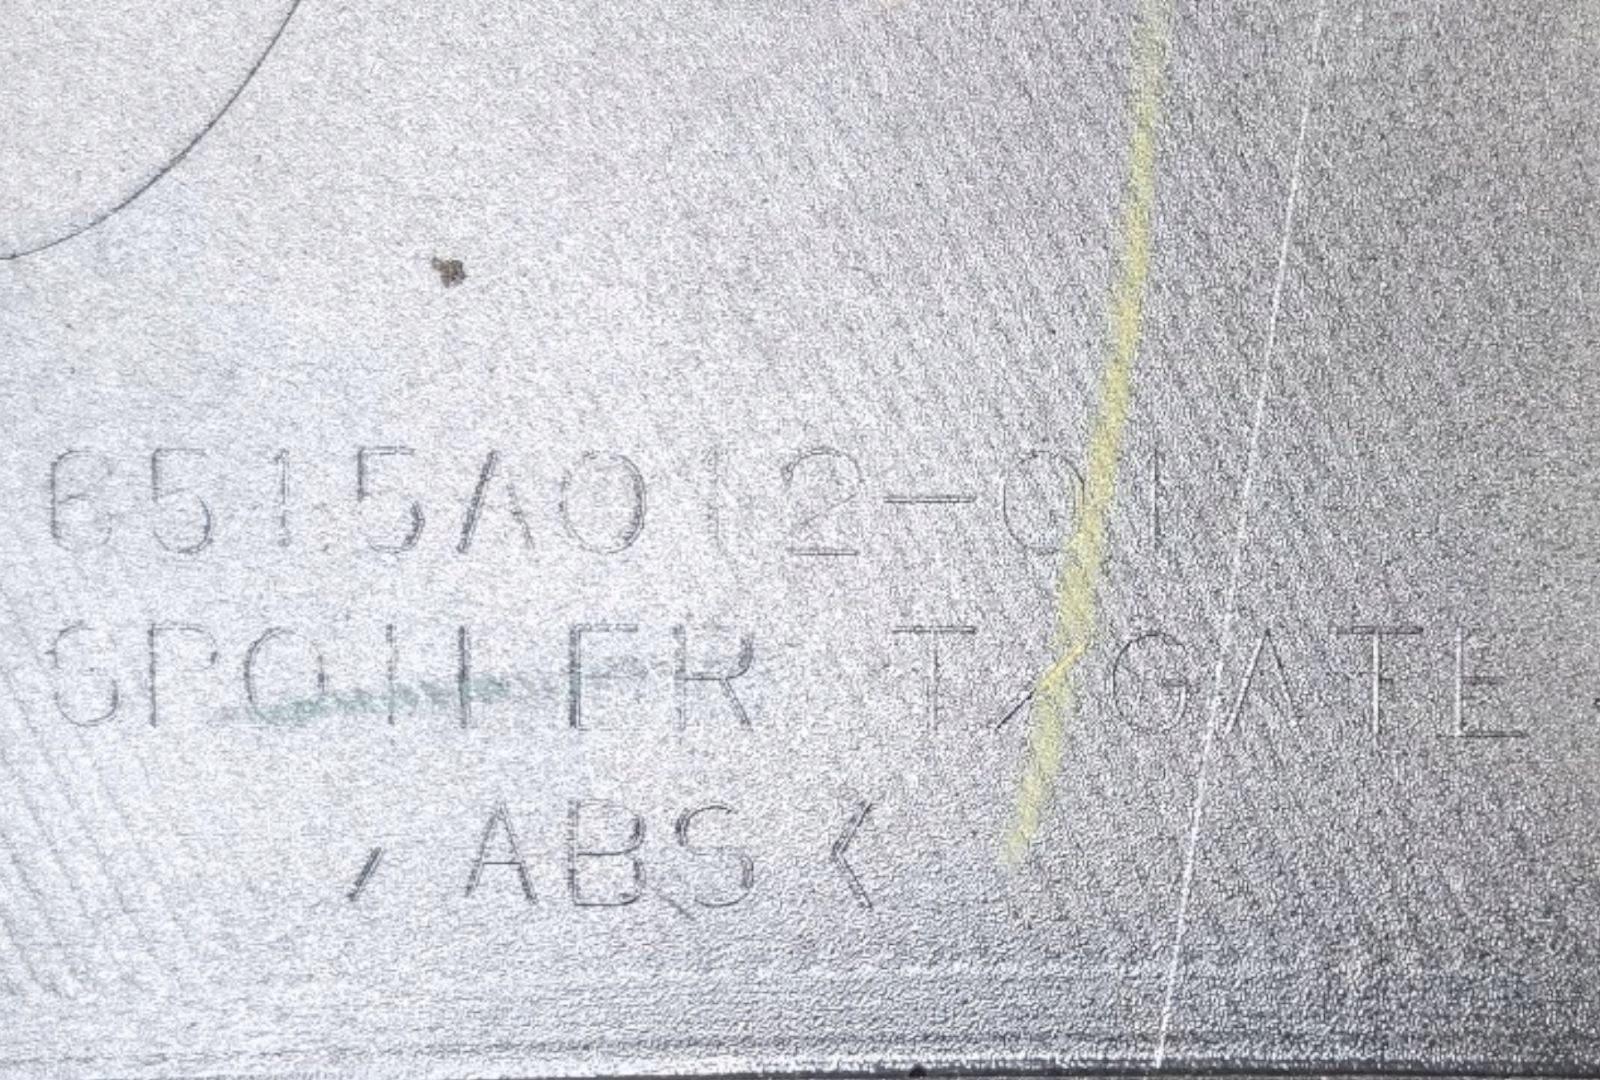 6515A012-01
SPOILER T/GATE
>ABS<